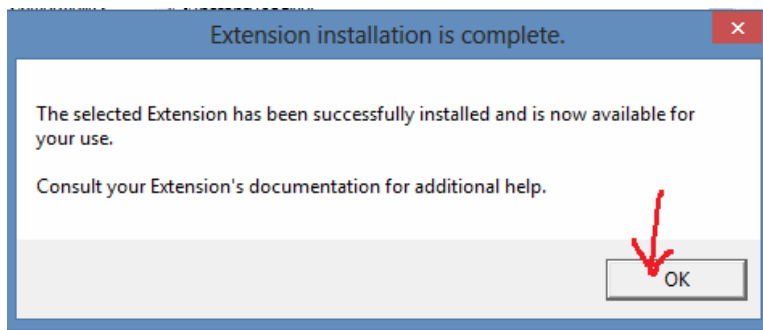 Extension installation is complete.
The selected Extension has been successfully installed and is now available for
your use.
Consult your Extension's documentation for additional help.
OK